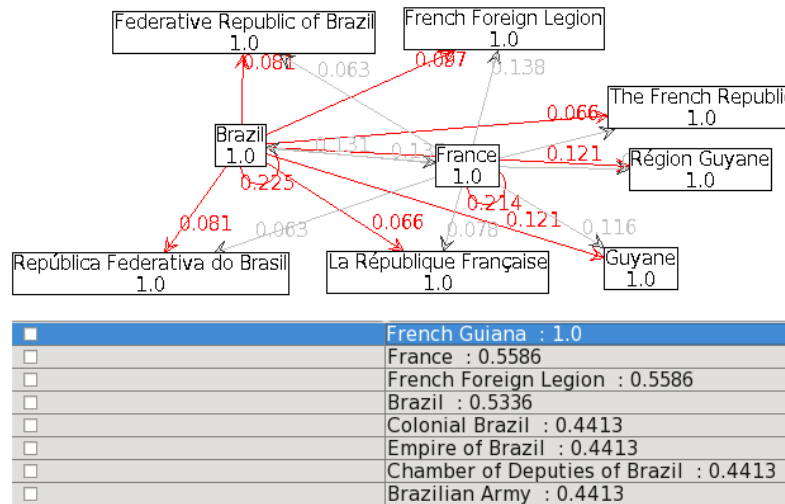 Federative Republic of Brazil
1.0
French Foreign Legion
1.0
0.081
0.063
0.097
0.138
The French Republi
1.0
0.066
Brazil
1.0
0.131
France
1.0
0.121
Région Guyane
1.0
0.225
0.214
0.081
0.063
0.066
0.078
0.121
0.116
República Federativa do Brasil
1.0
La République Française
1.0
Guyane
1.0
French Guiana : 1.0
France : 0.5586
French Foreign Legion : 0.5586
Brazil : 0.5336
Colonial Brazil : 0.4413
Empire of Brazil : 0.4413
Chamber of Deputies of Brazil : 0.4413
Brazilian Army : 0.4413